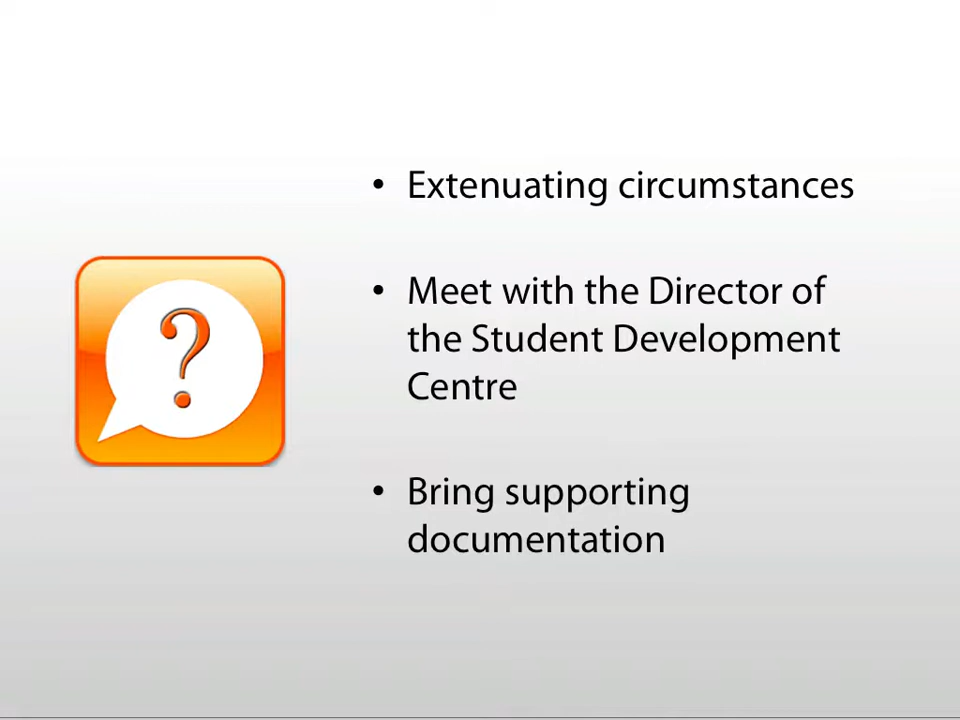 • Extenuating circumstances
• Meet with the Director of
the Student Development
Centre
• Bring supporting
documentation
?